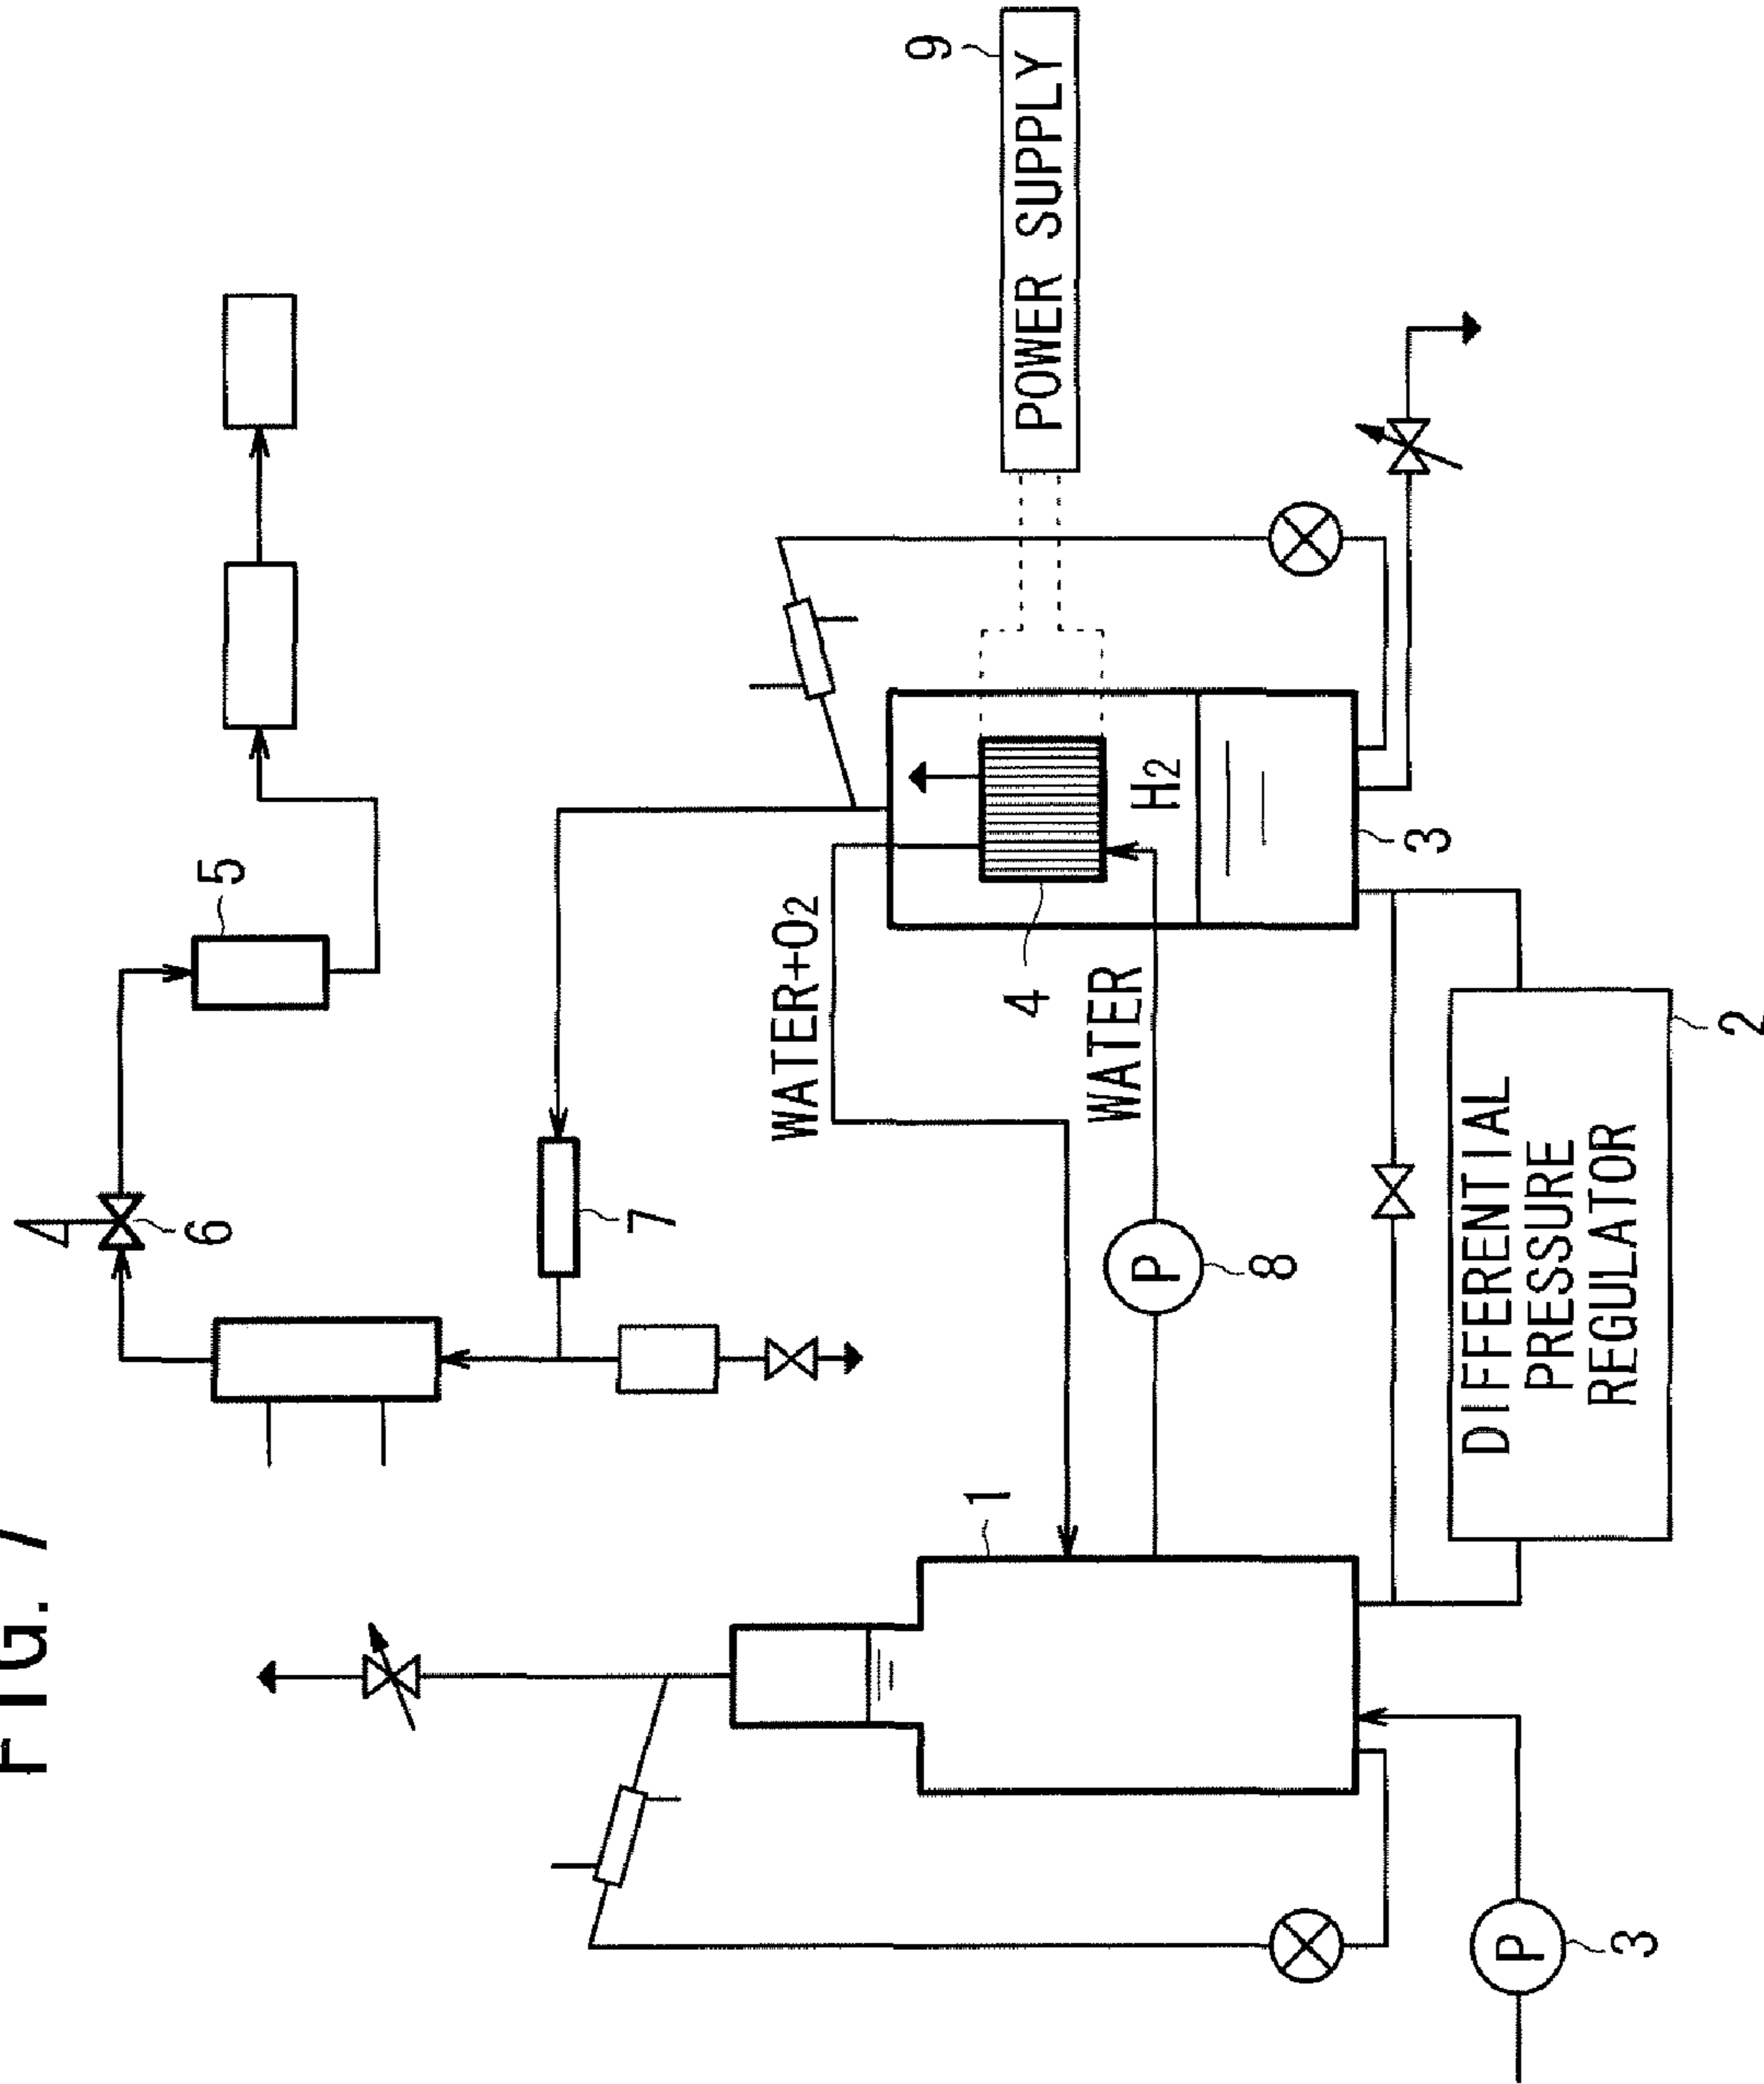 FIG. 7
6
5
7
9
POWER SUPPLY
WATER+O₂
1
4
WATER
H₂
P
8
3
DIFFERENTIAL
PRESSURE
REGULATOR
2
P
3